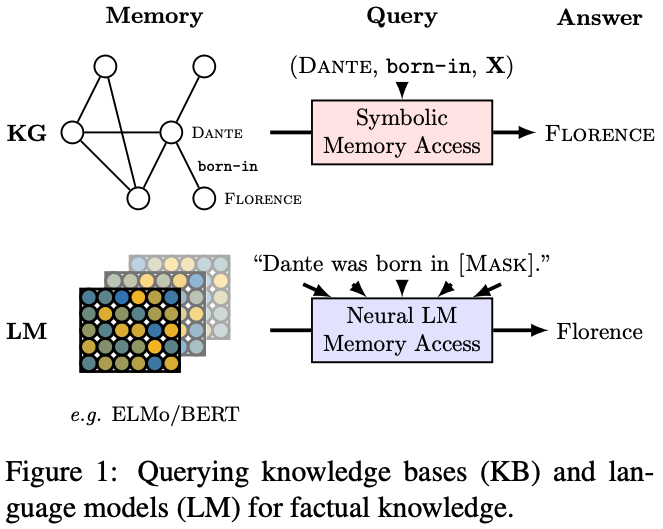 Memory Query Answer
(Dante, born-in, X)
KG Dante Symbolic
Memory Access Florence
born-in
Florence
“Dante was born in [Mask].”
LM Neural LM
Memory Access Florence
e.g. ELMo/BERT
Figure 1: Querying knowledge bases (KB) and lan-
guage models (LM) for factual knowledge.